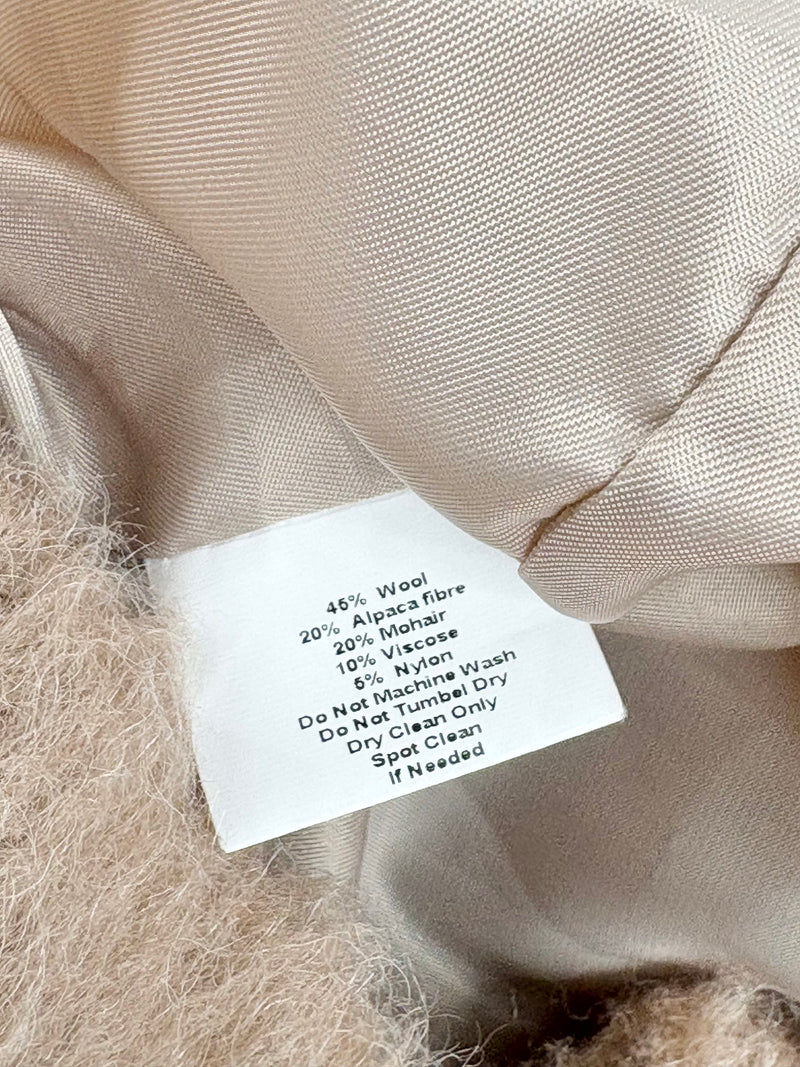 45% Wool
20% Alpaca fibre
20% Mohair
10% Viscose
5% Nylon
Do Not Machine Wash
Do Not Tumbel Dry
Dry Clean Only
Spot Clean
If Needed